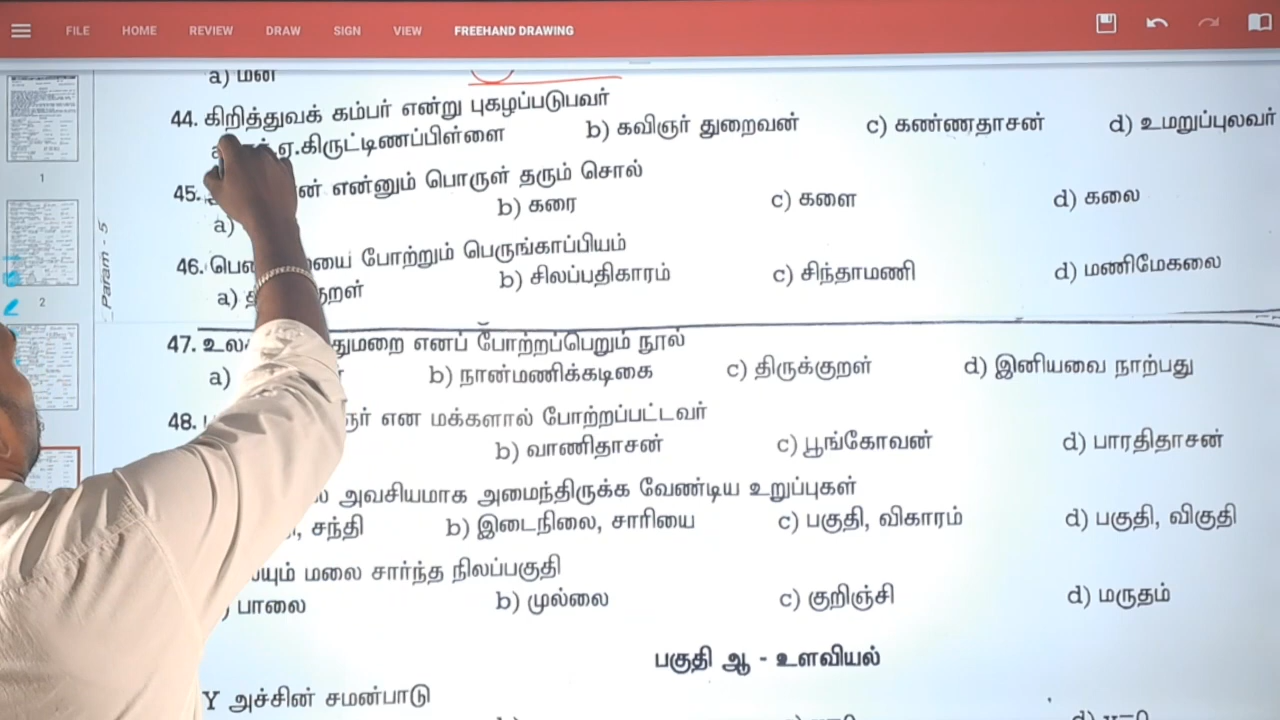 FILE HOME REVIEW DRAW SIGN VIEW FREEHAND DRAWING
a)
44. கிறித்துவக் கம்பர் என்று புகழப்படுபவர்
ஏ.கிருட்டிணப்பிள்ளை b) கவிஞர் துறைவன் c) கண்ணதாசன் d) உமறுப்புலவர்
45. என்னும் பொருள் தரும் சொல்
a) b) கரை c) களை d) கலை
46. போற்றும் பெருங்காப்பியம்
a) b) சிலப்பதிகாரம் c) சிந்தாமணி d) மணிமேகலை
47. எனப் போற்றப்பெறும் நூல்
a) b) நான்மணிக்கடிகை c) திருக்குறள் d) இனியவை நாற்பது
48. என மக்களால் போற்றப்பட்டவர்
b) வாணிதாசன் c) பூங்கோவன் d) பாரதிதாசன்
அவசியமாக அமைந்திருக்க வேண்டிய உறுப்புகள்
சந்தி b) இடைநிலை, சாரியை c) பகுதி, விகாரம் d) பகுதி, விகுதி
மலை சார்ந்த நிலப்பகுதி
பாலை b) முல்லை c) குறிஞ்சி d) மருதம்
பகுதி ஆ - உளவியல்
Y அச்சின் சமன்பாடு
Param - 5
1
2
3